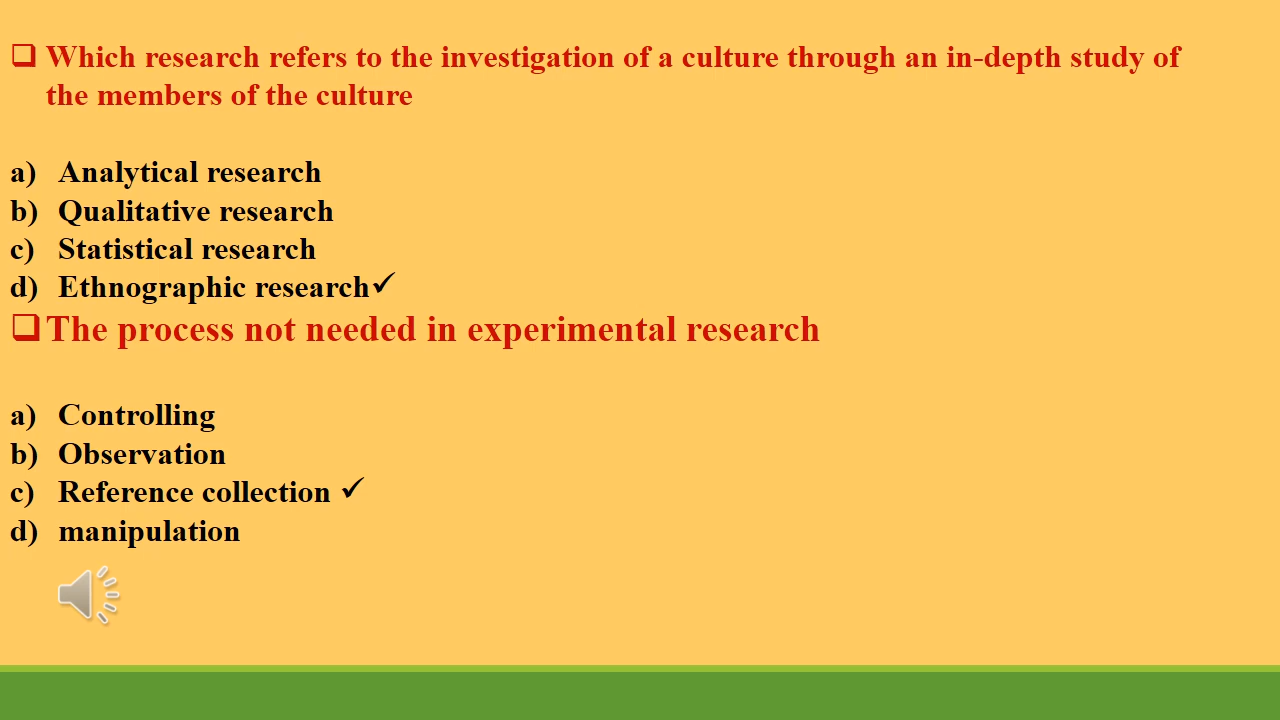 ❑ Which research refers to the investigation of a culture through an in-depth study of
the members of the culture
a) Analytical research
b) Qualitative research
c) Statistical research
d) Ethnographic research✓
❑ The process not needed in experimental research
a) Controlling
b) Observation
c) Reference collection ✓
d) manipulation